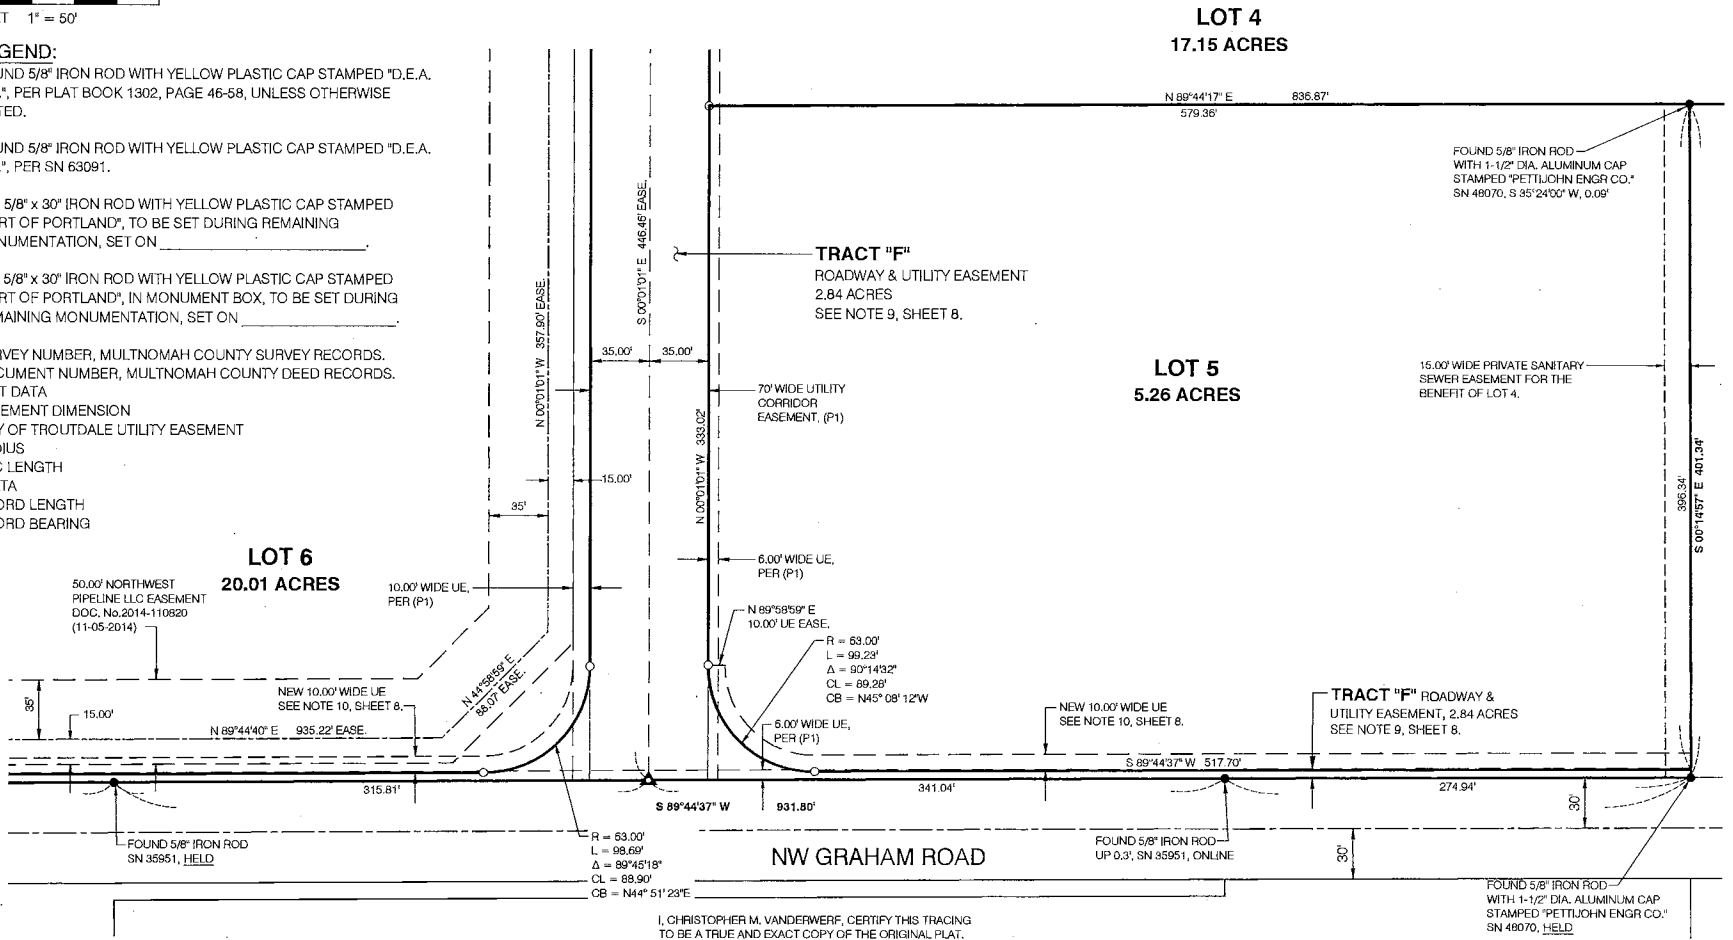 T 1" = 50'
GEND:
UND 5/8" IRON ROD WITH YELLOW PLASTIC CAP STAMPED "D.E.A.
", PER PLAT BOOK 1302, PAGE 46-58, UNLESS OTHERWISE
TED.
UND 5/8" IRON ROD WITH YELLOW PLASTIC CAP STAMPED "D.E.A.
", PER SN 63091.
5/8" x 30" IRON ROD WITH YELLOW PLASTIC CAP STAMPED
RT OF PORTLAND", TO BE SET DURING REMAINING
NUMENTATION, SET ON
5/8" x 30" IRON ROD WITH YELLOW PLASTIC CAP STAMPED
RT OF PORTLAND", IN MONUMENT BOX, TO BE SET DURING
MAINING MONUMENTATION, SET ON
RVEY NUMBER, MULTNOMAH COUNTY SURVEY RECORDS.
CUMENT NUMBER, MULTNOMAH COUNTY DEED RECORDS.
T DATA
EMENT DIMENSION
Y OF TROUTDALE UTILITY EASEMENT
DIUS
C LENGTH
TA
ORD LENGTH
ORD BEARING
LOT 4
17.15 ACRES
N 89°44'17" E 836.87'
579.36'
FOUND 5/8" IRON ROD
WITH 1-1/2" DIA. ALUMINUM CAP
STAMPED "PETTIJOHN ENGR CO."
SN 48070, S 35°24'00" W, 0.09'
S 00°01'01" E 446.46' EASE.
N 00°01'01" W 357.90' EASE.
TRACT "F"
ROADWAY & UTILITY EASEMENT
2.84 ACRES
SEE NOTE 9, SHEET 8.
35.00'
35.00'
LOT 5
5.26 ACRES
15.00' WIDE PRIVATE SANITARY
SEWER EASEMENT FOR THE
BENEFIT OF LOT 4.
70' WIDE UTILITY
CORRIDOR
EASEMENT, (P1)
N 00°01'01" W 333.02'
396.34'
S 00°14'57" E 401.34'
15.00'
35'
LOT 6
20.01 ACRES
50.00' NORTHWEST
PIPELINE LLC EASEMENT
DOC. No.2014-110820
(11-05-2014)
10.00' WIDE UE,
PER (P1)
6.00' WIDE UE,
PER (P1)
N 89°58'59" E
10.00' UE EASE.
R = 63.00'
L = 99.23'
Δ = 90°14'32"
CL = 89.28'
CB = N45° 08' 12"W
N 44°58'59" E
88.07' EASE.
NEW 10.00' WIDE UE
SEE NOTE 10, SHEET 8.
35'
15.00'
N 89°44'40" E 935.22' EASE.
6.00' WIDE UE,
PER (P1)
NEW 10.00' WIDE UE
SEE NOTE 10, SHEET 8.
TRACT "F" ROADWAY &
UTILITY EASEMENT, 2.84 ACRES
SEE NOTE 9, SHEET 8.
S 89°44'37" W 517.70'
315.81'
S 89°44'37" W 931.80'
341.04'
274.94'
30'
FOUND 5/8" IRON ROD
SN 35951, HELD
R = 63.00'
L = 98.69'
Δ = 89°45'18"
CL = 88.90'
CB = N44° 51' 23"E
NW GRAHAM ROAD
FOUND 5/8" IRON ROD
UP 0.3', SN 35951, ONLINE
30'
FOUND 5/8" IRON ROD
WITH 1-1/2" DIA. ALUMINUM CAP
STAMPED "PETTIJOHN ENGR CO."
SN 48070, HELD
I, CHRISTOPHER M. VANDERWERF, CERTIFY THIS TRACING
TO BE A TRUE AND EXACT COPY OF THE ORIGINAL PLAT.